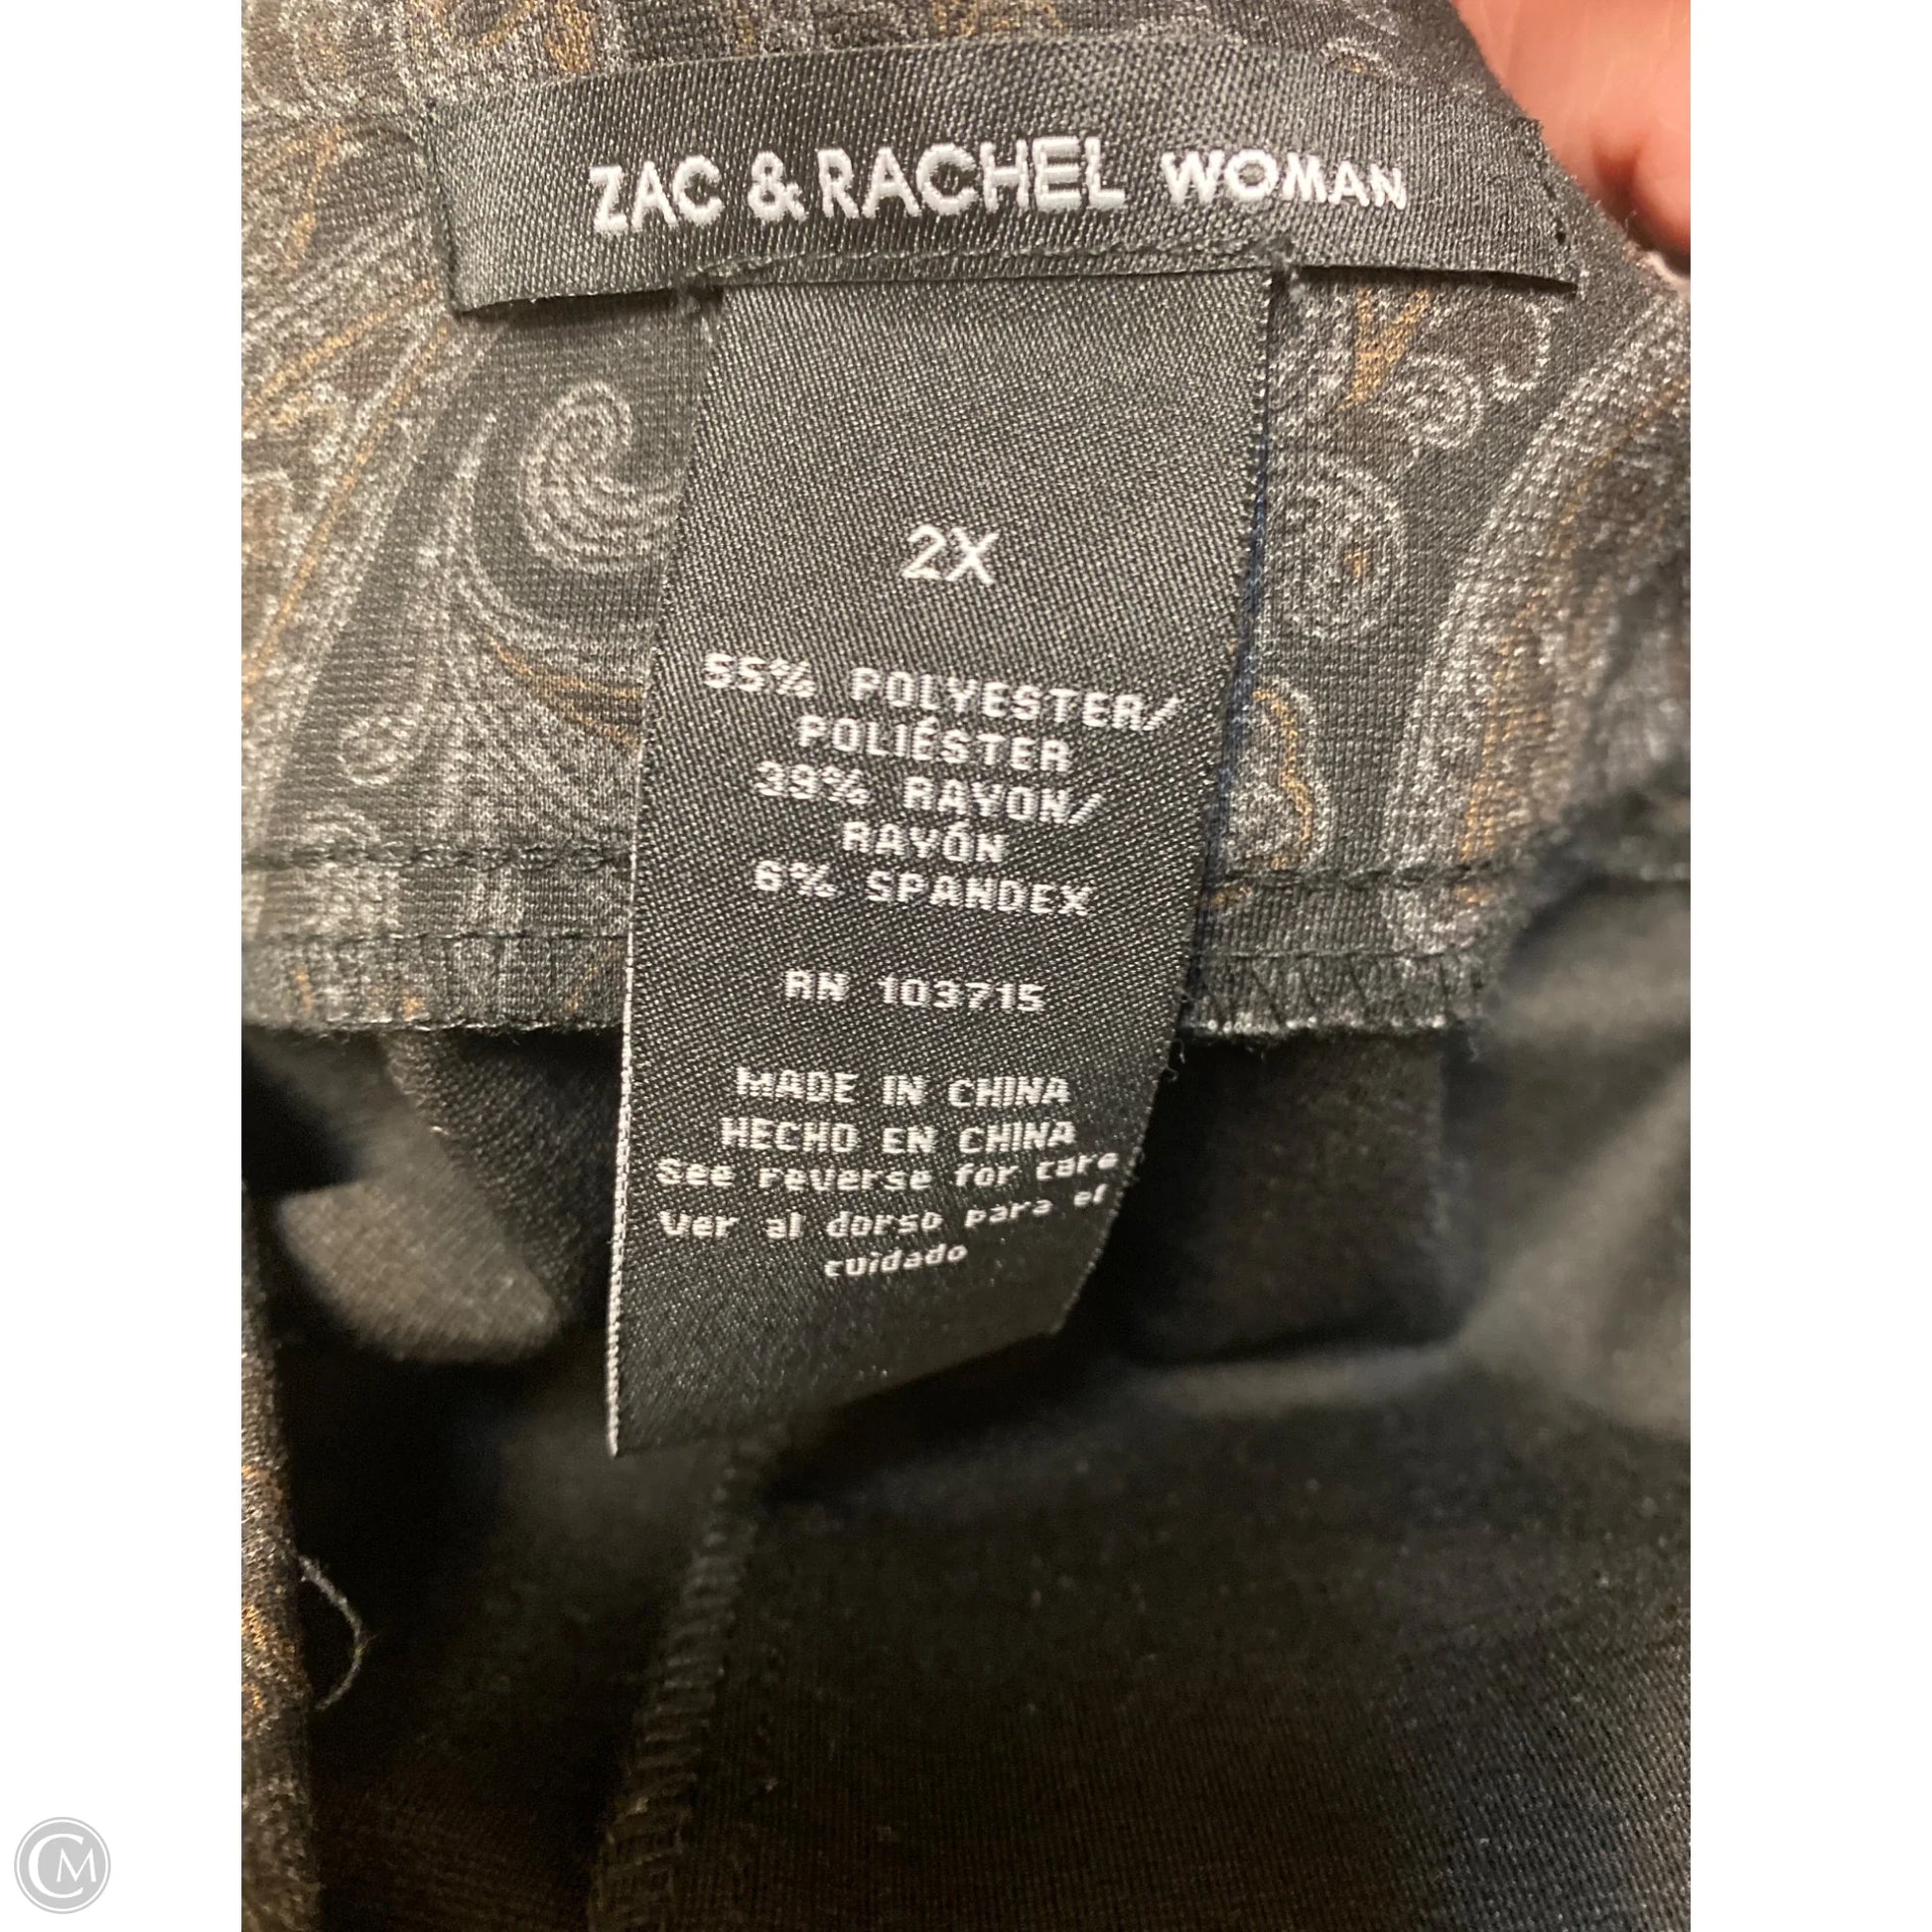 ZAC & RACHEL WOMAN
2X
55% POLYESTER/
POLIÉSTER
39% RAYON/
RAYÓN
6% SPANDEX
RN 103715
MADE IN CHINA
HECHO EN CHINA
See reverse for care
Ver al dorso para el
cuidado
CM